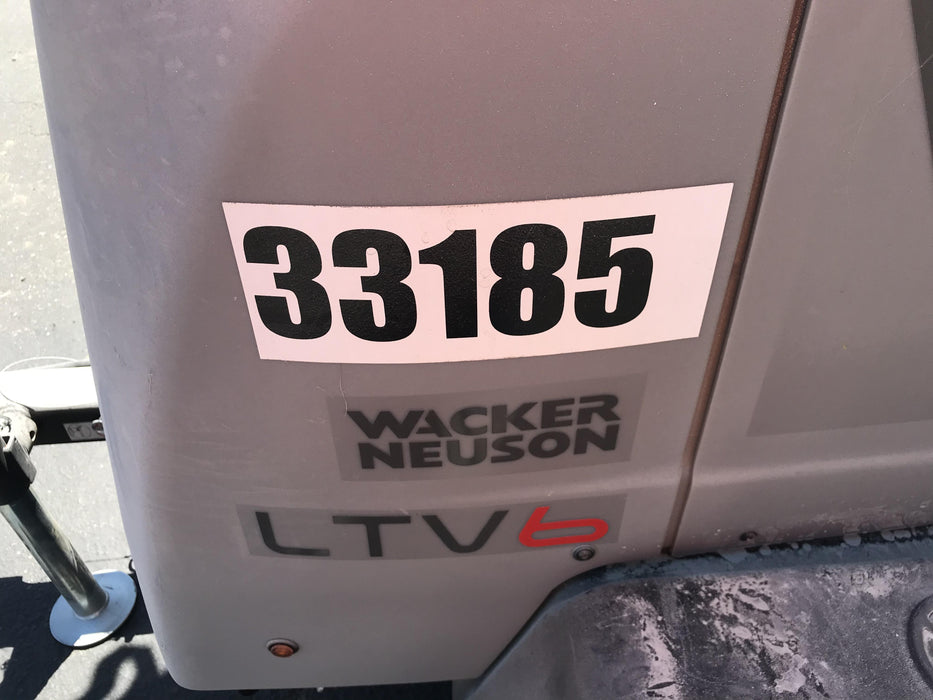 33185
WACKER
NEUSON
LTV6